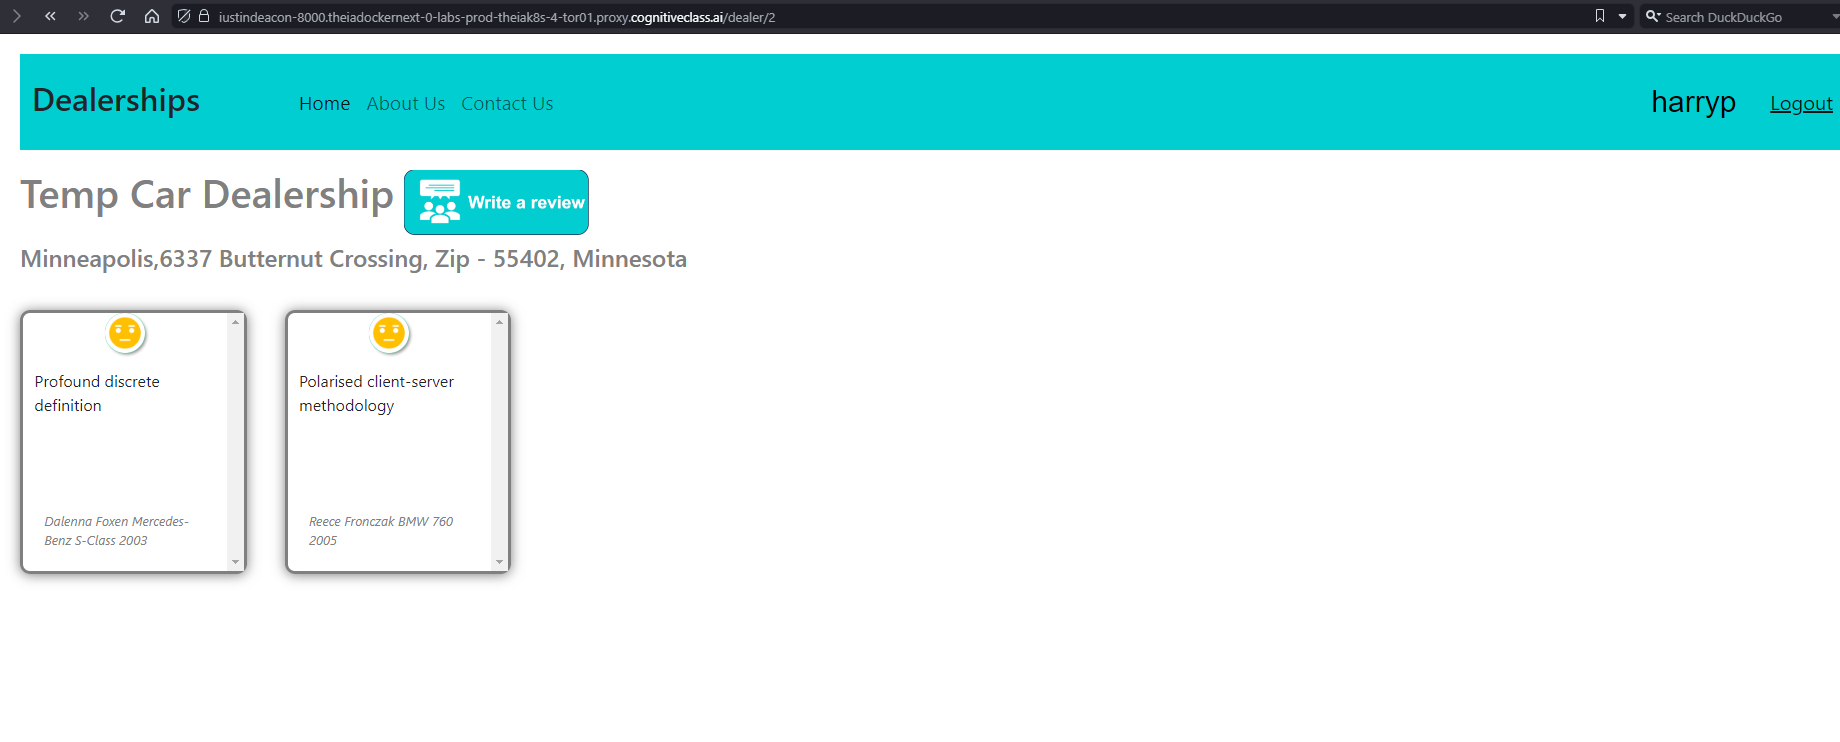 iustindeacon-8000.theiadockernext-0-labs-prod-theiak8s-4-tor01.proxy.cognitiveclass.ai/dealer/2
Search DuckDuckGo
Dealerships
Home About Us Contact Us
harryp
Logout
Temp Car Dealership
Write a review
Minneapolis,6337 Butternut Crossing, Zip - 55402, Minnesota
Profound discrete
definition
Dalenna Foxen Mercedes-
Benz S-Class 2003
Polarised client-server
methodology
Reece Fronczak BMW 760
2005